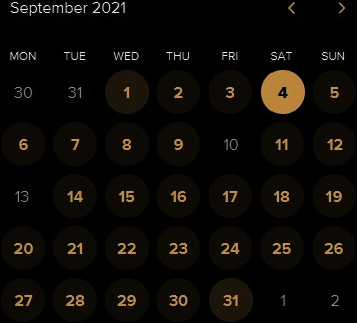 September 2021
MON TUE WED THU FRI SAT SUN
30 31 1 2 3 4 5
6 7 8 9 10 11 12
13 14 15 16 17 18 19
20 21 22 23 24 25 26
27 28 29 30 31 1 2